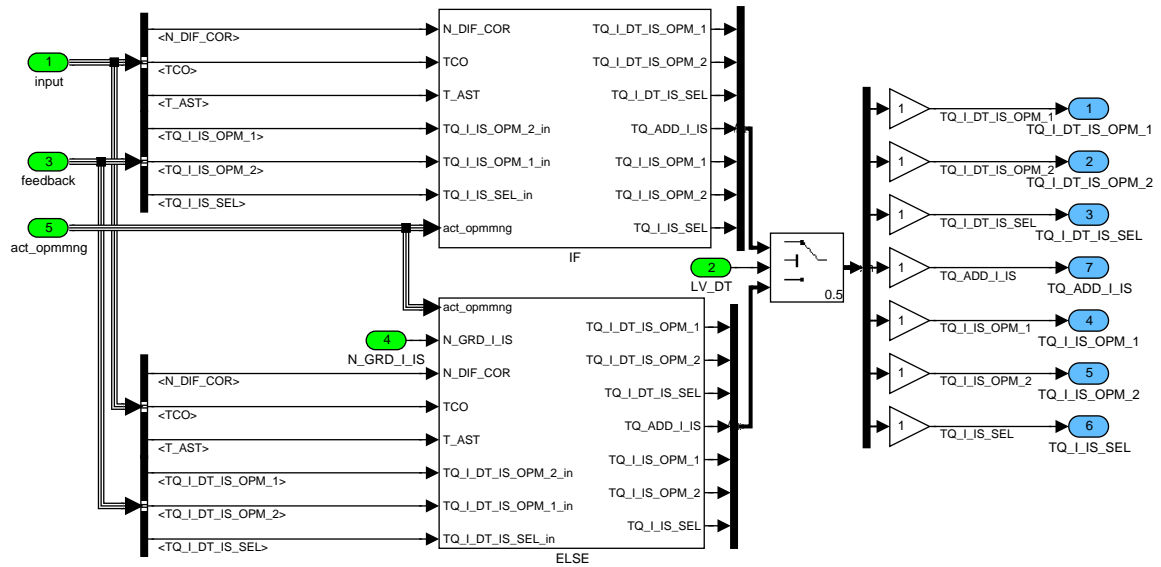 1
input
3
feedback
5
act_opmmng
<N_DIF_COR>
<TCO>
<T_AST>
<TQ_I_IS_OPM_1>
<TQ_I_IS_OPM_2>
<TQ_I_IS_SEL>
N_DIF_COR
TCO
T_AST
TQ_I_IS_OPM_2_in
TQ_I_IS_OPM_1_in
TQ_I_IS_SEL_in
act_opmmng
TQ_I_DT_IS_OPM_1
TQ_I_DT_IS_OPM_2
TQ_I_DT_IS_SEL
TQ_ADD_I_IS
TQ_I_IS_OPM_1
TQ_I_IS_OPM_2
TQ_I_IS_SEL
IF
2
LV_DT
0.5
4
N_GRD_I_IS
<N_DIF_COR>
<TCO>
<T_AST>
<TQ_I_DT_IS_OPM_1>
<TQ_I_DT_IS_OPM_2>
<TQ_I_DT_IS_SEL>
act_opmmng
N_GRD_I_IS
N_DIF_COR
TCO
T_AST
TQ_I_DT_IS_OPM_2_in
TQ_I_DT_IS_OPM_1_in
TQ_I_DT_IS_SEL_in
TQ_I_DT_IS_OPM_1
TQ_I_DT_IS_OPM_2
TQ_I_DT_IS_SEL
TQ_ADD_I_IS
TQ_I_IS_OPM_1
TQ_I_IS_OPM_2
TQ_I_IS_SEL
ELSE
1
TQ_I_DT_IS_OPM_1
1
TQ_I_DT_IS_OPM_1
1
TQ_I_DT_IS_OPM_2
2
TQ_I_DT_IS_OPM_2
1
TQ_I_DT_IS_SEL
3
TQ_I_DT_IS_SEL
1
TQ_ADD_I_IS
7
TQ_ADD_I_IS
1
TQ_I_IS_OPM_1
4
TQ_I_IS_OPM_1
1
TQ_I_IS_OPM_2
5
TQ_I_IS_OPM_2
1
TQ_I_IS_SEL
6
TQ_I_IS_SEL